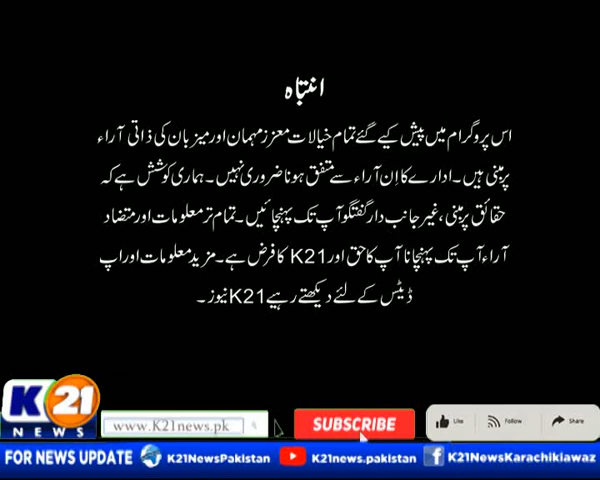 انتباہ
اس پروگرام میں پیش کیے گئے تمام خیالات معزز مہمان اور میزبان کی ذاتی آراء
پر مبنی ہیں۔ ادارے کا اِن آراء سے متفق ہونا ضروری نہیں۔ ہماری کوشش ہے کہ
حقائق پر مبنی، غیر جانب دار گفتگو آپ تک پہنچائیں۔ تمام تر معلومات اور متضاد
آراء آپ تک پہنچانا آپ کا حق اور K21 کا فرض ہے۔ مزید معلومات اور اپ
ڈیٹس کے لئے دیکھتے رہیے K21 نیوز۔
K21
NEWS
www.K21news.pk
SUBSCRIBE
Like
Follow
Share
FOR NEWS UPDATE K21NewsPakistan K21news.pakistan K21NewsKarachikiawaz